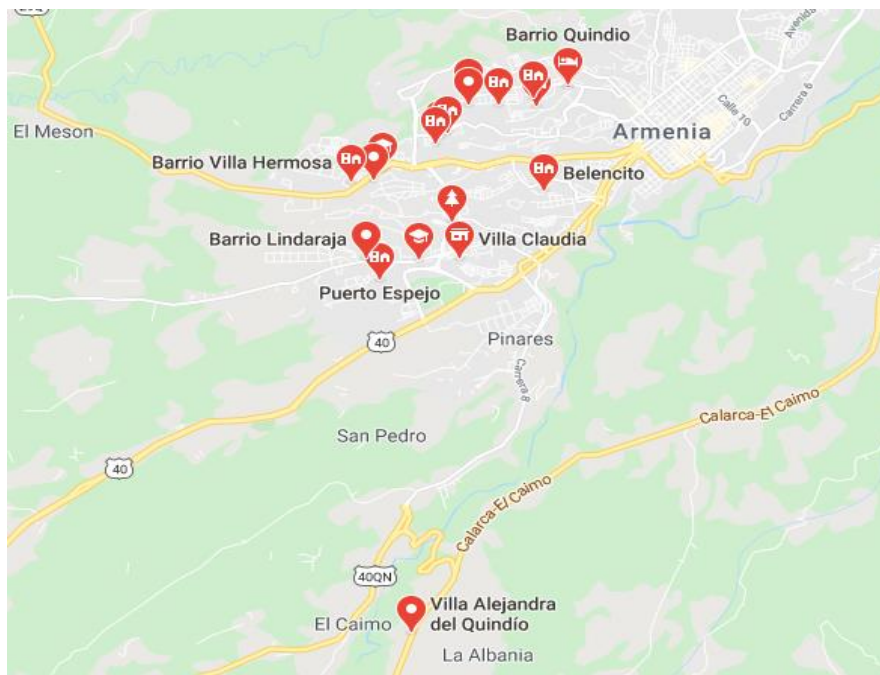 Barrio Quindio
Avenida
Calle 10
Carrera 6
El Meson
Armenia
Barrio Villa Hermosa
Belencito
Barrio Lindaraja
Villa Claudia
Puerto Espejo
40
Pinares
Carrera 8
Calarca-El Caimo
San Pedro
40
Calarca-El Caimo
40QN
Villa Alejandra
del Quindío
El Caimo
La Albania